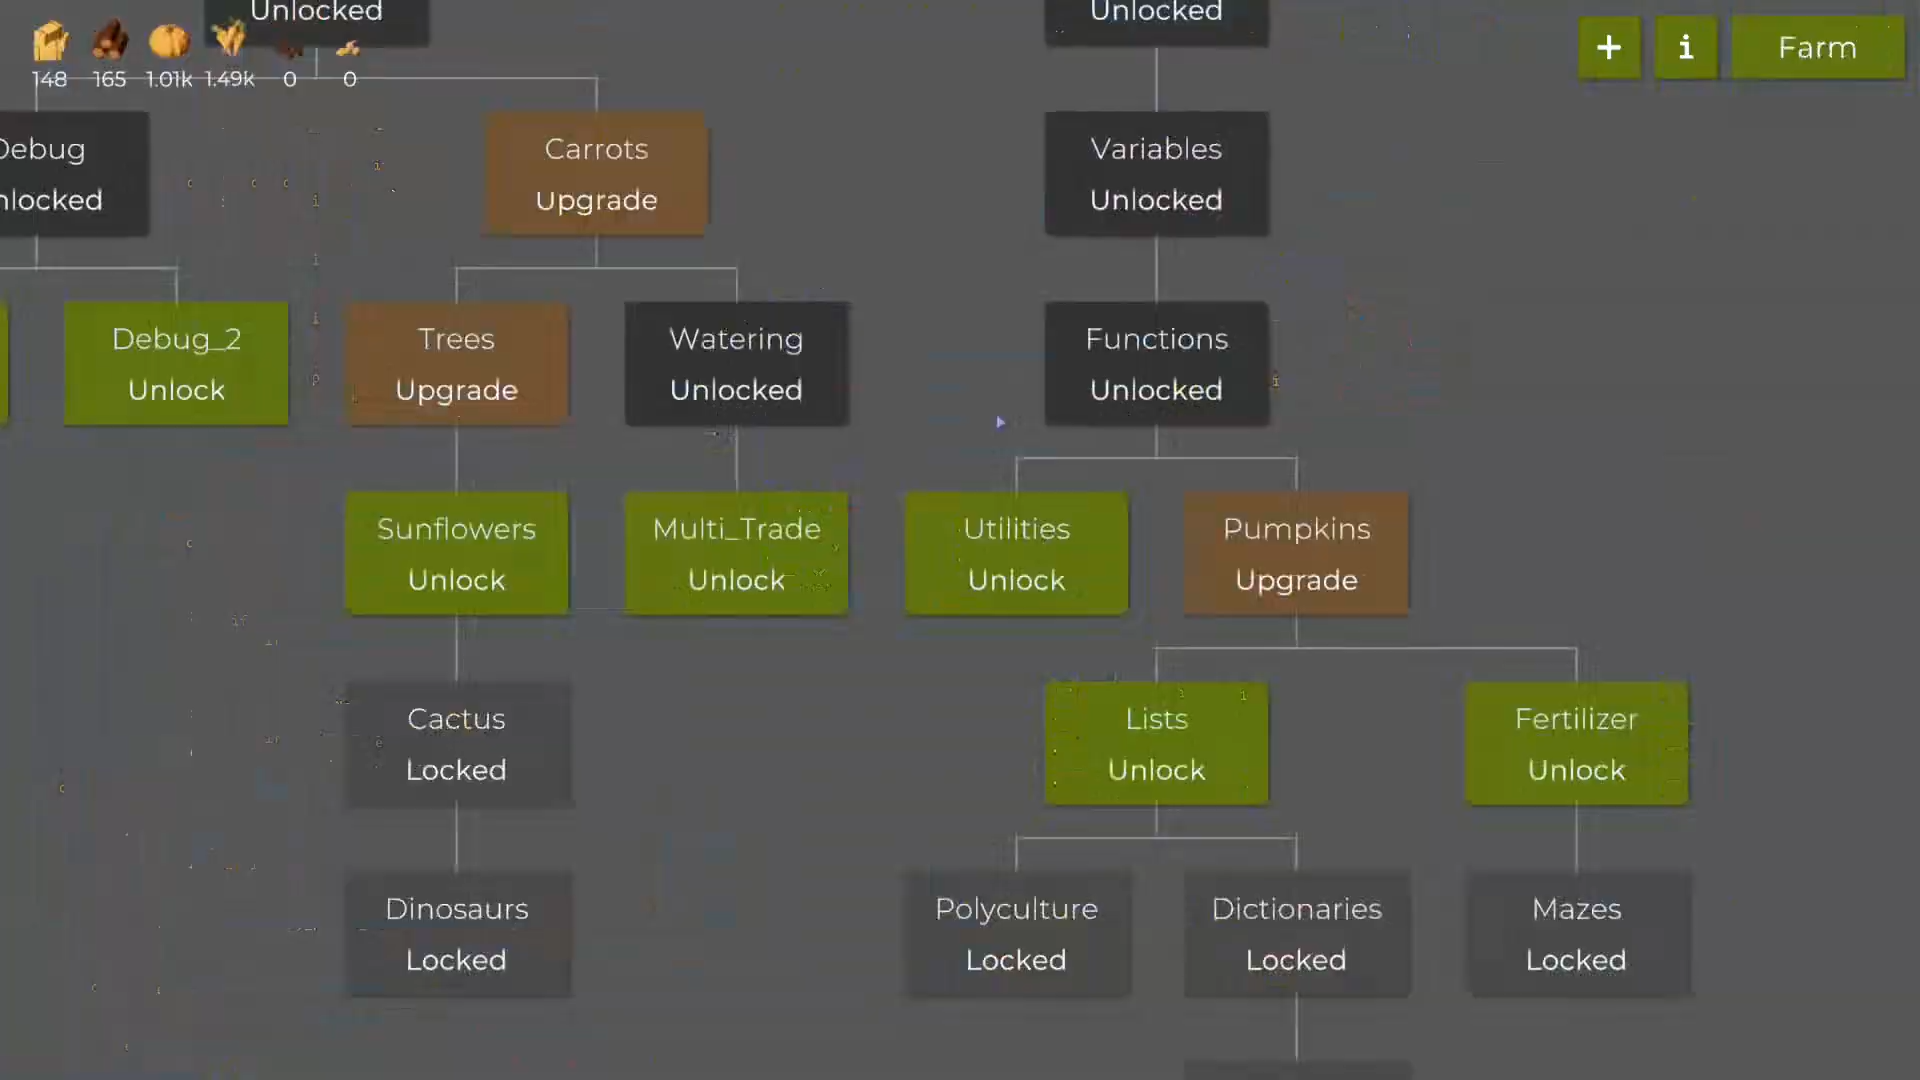 Unlocked
Unlocked
148 165 1.01k 1.49k 0 0
+ i Farm
Debug
nlocked
Carrots
Upgrade
Variables
Unlocked
Debug_2
Unlock
Trees
Upgrade
Watering
Unlocked
Functions
Unlocked
Sunflowers
Unlock
Multi_Trade
Unlock
Utilities
Unlock
Pumpkins
Upgrade
Cactus
Locked
Lists
Unlock
Fertilizer
Unlock
Dinosaurs
Locked
Polyculture
Locked
Dictionaries
Locked
Mazes
Locked